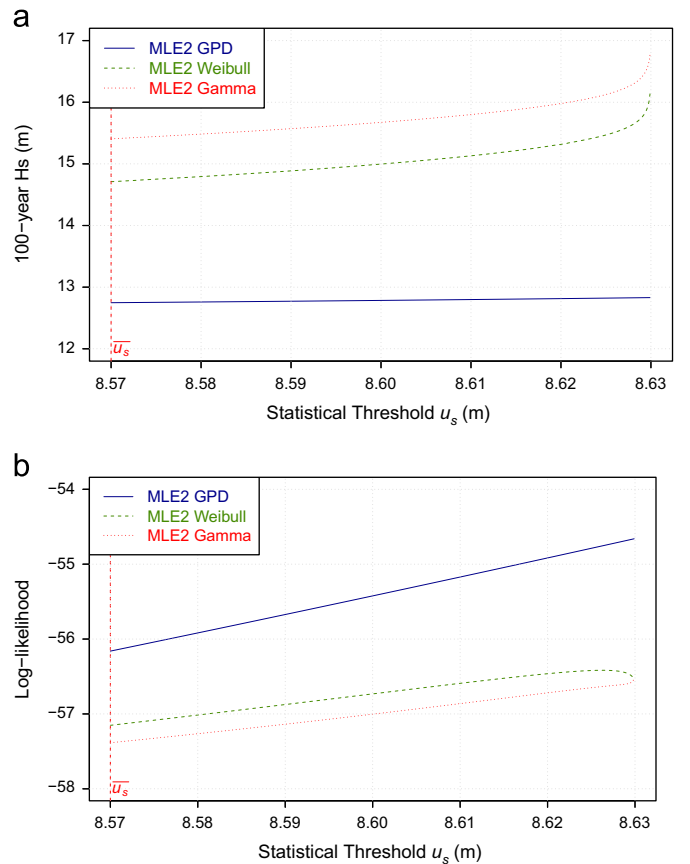 a
17
16
15
14
13
12
100−year Hs (m)
MLE2 GPD
MLE2 Weibull
MLE2 Gamma
u_s
8.57 8.58 8.59 8.60 8.61 8.62 8.63
Statistical Threshold u_s (m)
b
−54
−55
−56
−57
−58
Log−likelihood
MLE2 GPD
MLE2 Weibull
MLE2 Gamma
u_s
8.57 8.58 8.59 8.60 8.61 8.62 8.63
Statistical Threshold u_s (m)